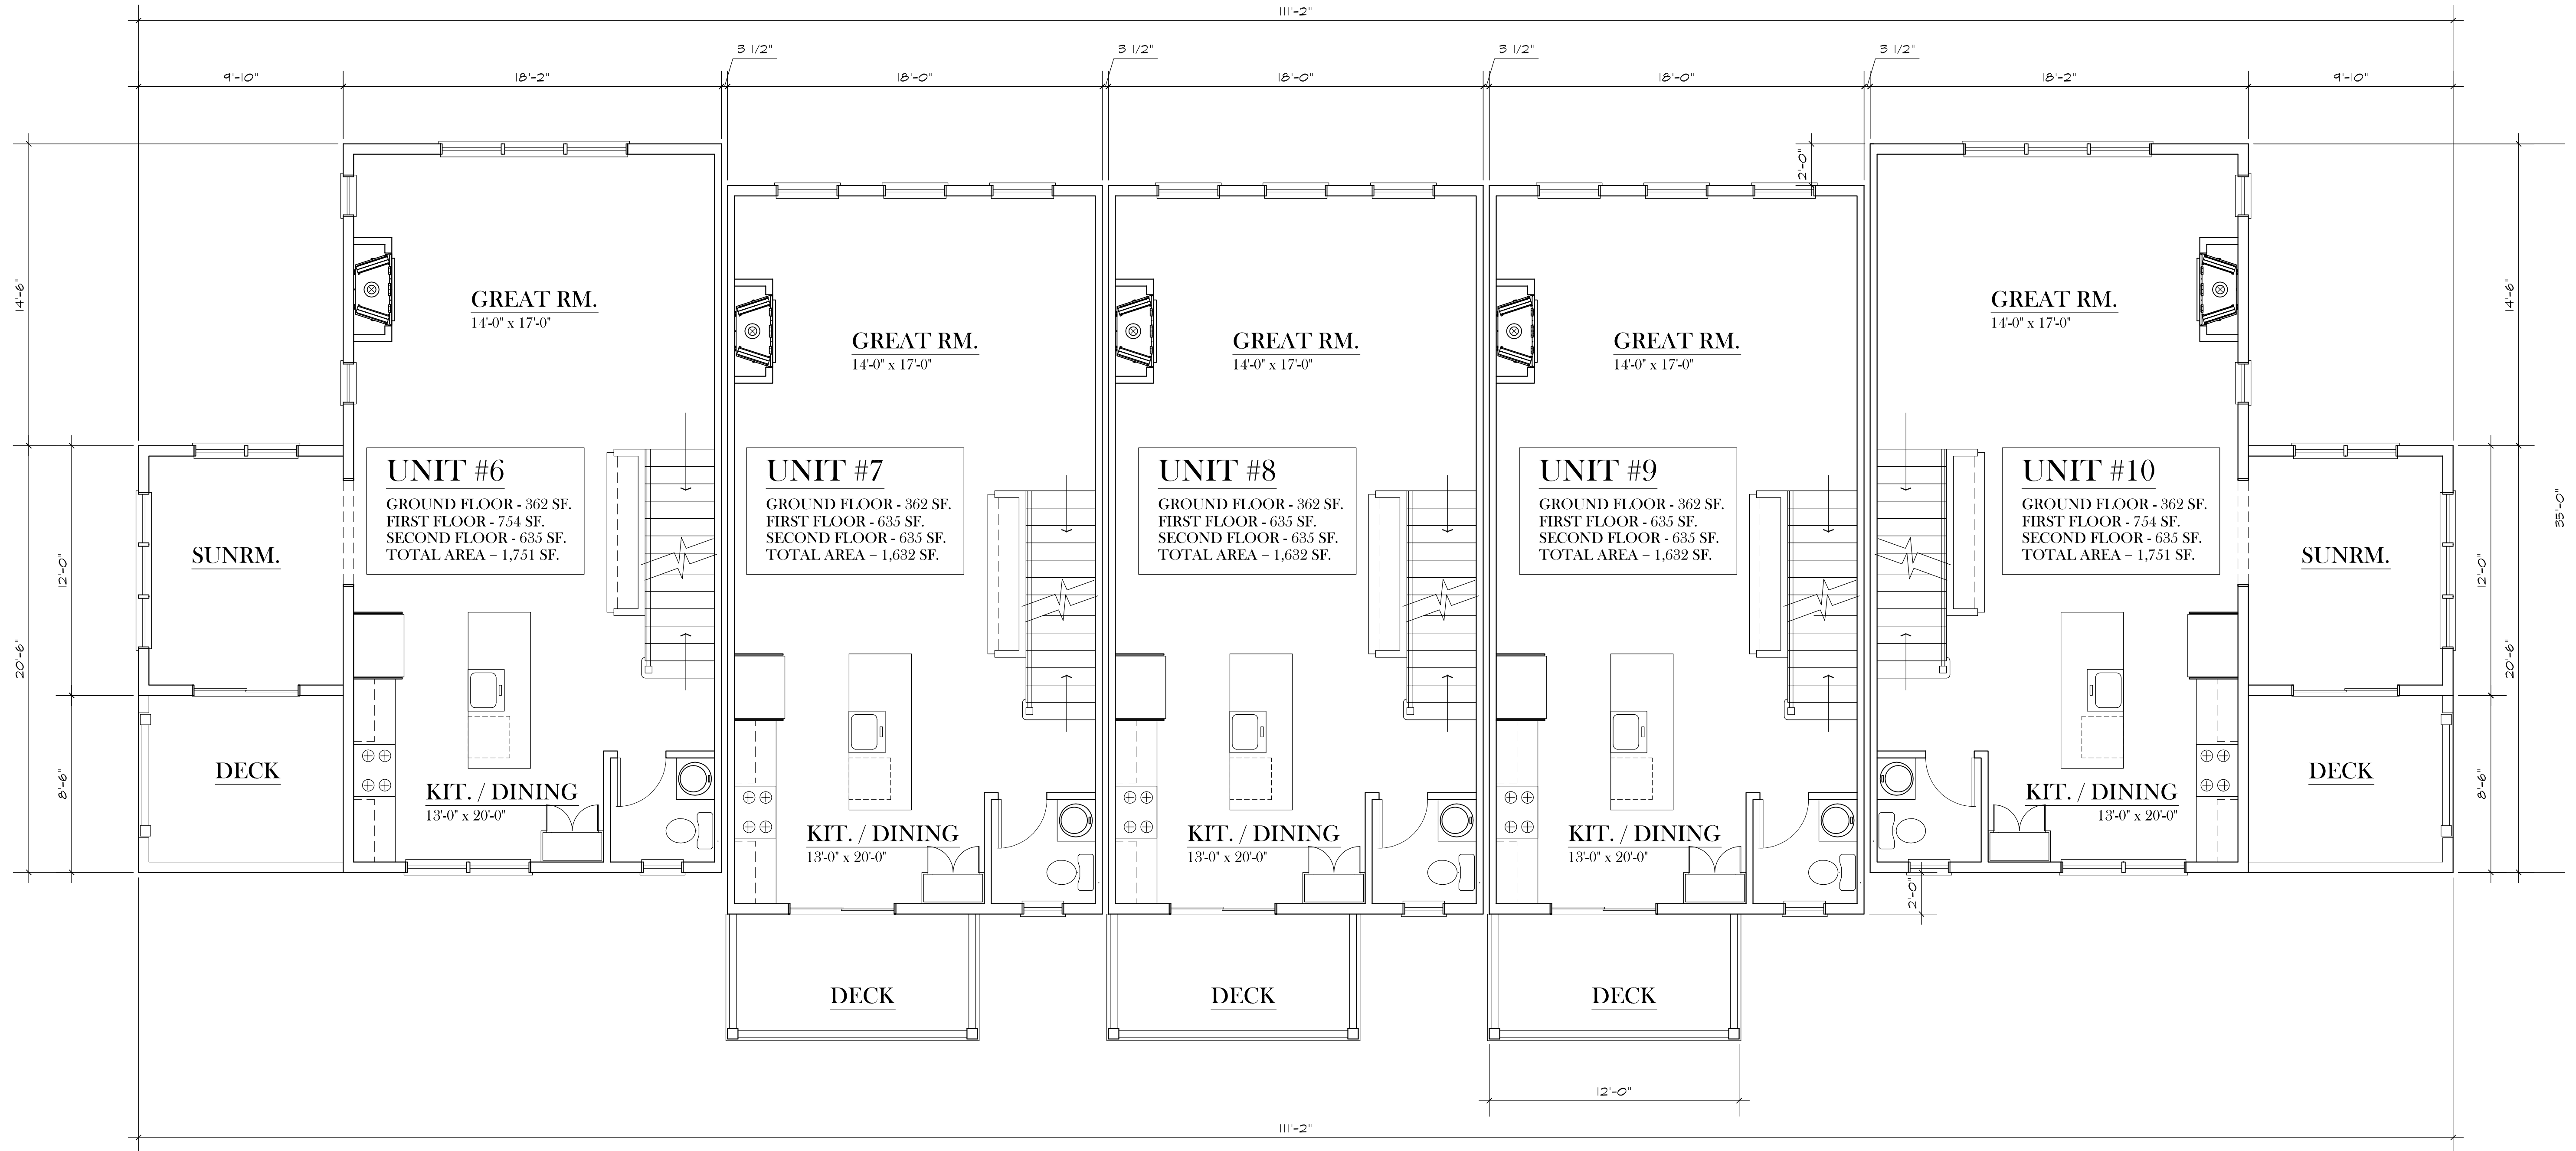 111'-2"
3 1/2" 3 1/2" 3 1/2" 3 1/2"
9'-10" 18'-2" 18'-0" 18'-0" 18'-0" 18'-2" 9'-10"
2'-0"
14'-6"
14'-6"
GREAT RM.
14'-0" x 17'-0"
GREAT RM.
14'-0" x 17'-0"
GREAT RM.
14'-0" x 17'-0"
GREAT RM.
14'-0" x 17'-0"
GREAT RM.
14'-0" x 17'-0"
UNIT #6
GROUND FLOOR - 362 SF.
FIRST FLOOR - 754 SF.
SECOND FLOOR - 635 SF.
TOTAL AREA = 1,751 SF.
UNIT #7
GROUND FLOOR - 362 SF.
FIRST FLOOR - 635 SF.
SECOND FLOOR - 635 SF.
TOTAL AREA = 1,632 SF.
UNIT #8
GROUND FLOOR - 362 SF.
FIRST FLOOR - 635 SF.
SECOND FLOOR - 635 SF.
TOTAL AREA = 1,632 SF.
UNIT #9
GROUND FLOOR - 362 SF.
FIRST FLOOR - 635 SF.
SECOND FLOOR - 635 SF.
TOTAL AREA = 1,632 SF.
UNIT #10
GROUND FLOOR - 362 SF.
FIRST FLOOR - 754 SF.
SECOND FLOOR - 635 SF.
TOTAL AREA = 1,751 SF.
35'-0"
SUNRM.
SUNRM.
12'-0"
12'-0"
20'-6"
20'-6"
8'-6"
8'-6"
DECK
DECK
KIT. / DINING
13'-0" x 20'-0"
KIT. / DINING
13'-0" x 20'-0"
KIT. / DINING
13'-0" x 20'-0"
KIT. / DINING
13'-0" x 20'-0"
KIT. / DINING
13'-0" x 20'-0"
2'-0"
DECK
DECK
DECK
12'-0"
111'-2"